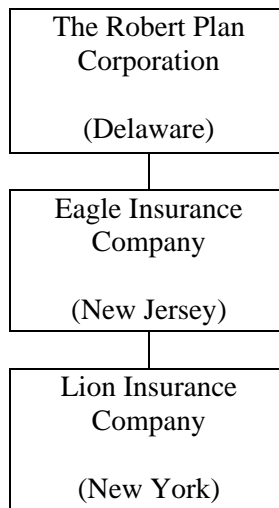 The Robert Plan
Corporation
(Delaware)
Eagle Insurance
Company
(New Jersey)
Lion Insurance
Company
(New York)